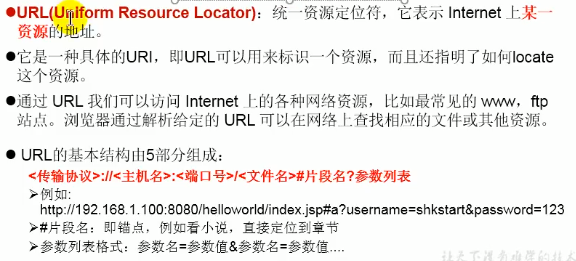 ●URL(Uniform Resource Locator)：统一资源定位符，它表示 Internet 上某一
资源的地址。
●它是一种具体的URI，即URL可以用来标识一个资源，而且还指明了如何locate
这个资源。
●通过 URL 我们可以访问 Internet 上的各种网络资源，比如最常见的 www，ftp
站点。浏览器通过解析给定的 URL 可以在网络上查找相应的文件或其他资源。
● URL的基本结构由5部分组成：
<传输协议>://<主机名>:<端口号>/<文件名>#片段名?参数列表
➢例如:
http://192.168.1.100:8080/helloworld/index.jsp#a?username=shkstart&password=123
➢#片段名：即锚点，例如看小说，直接定位到章节
➢参数列表格式：参数名=参数值&参数名=参数值....
让天下没有难学的技术